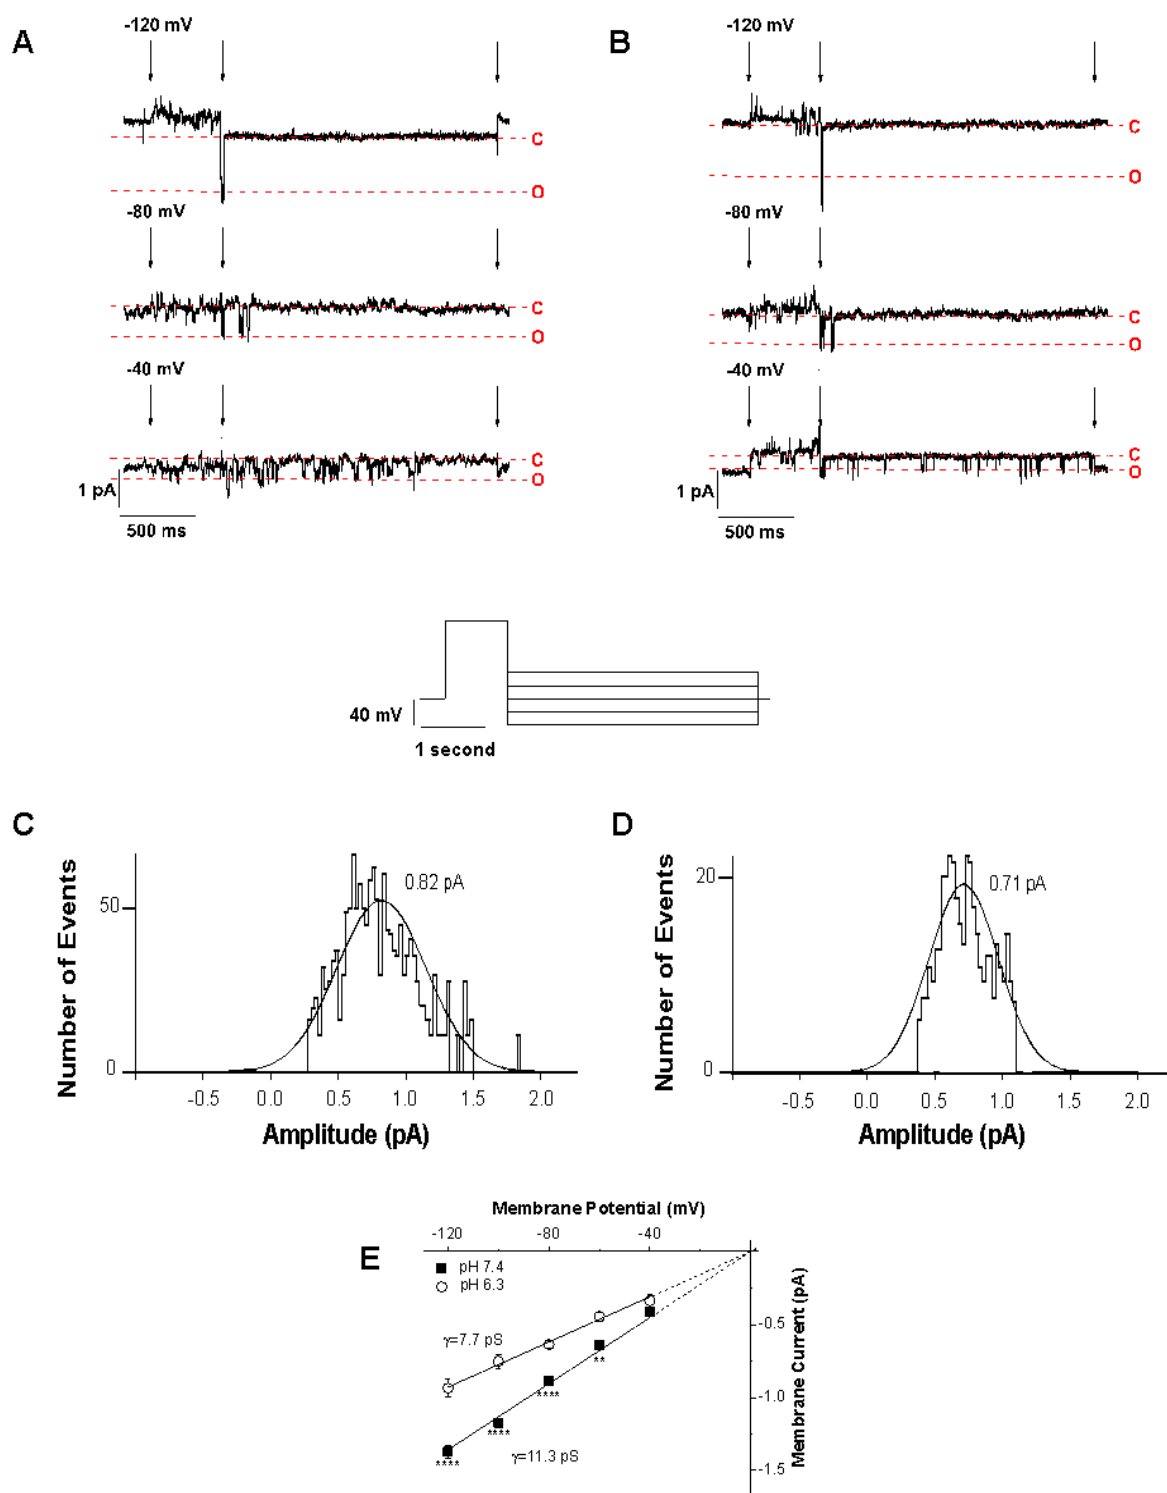 A
-120 mV
C
O
-80 mV
C
O
-40 mV
C
O
1 pA
500 ms
B
-120 mV
C
O
-80 mV
C
O
-40 mV
C
O
1 pA
500 ms
40 mV
1 second
C
Number of Events
50
0
0.82 pA
-0.5 0.0 0.5 1.0 1.5 2.0
Amplitude (pA)
D
Number of Events
20
0
0.71 pA
-0.5 0.0 0.5 1.0 1.5 2.0
Amplitude (pA)
E
Membrane Potential (mV)
-120 -80 -40
pH 7.4
pH 6.3
γ=7.7 pS
γ=11.3 pS
**
****
****
****
-0.5
-1.0
-1.5
Membrane Current (pA)